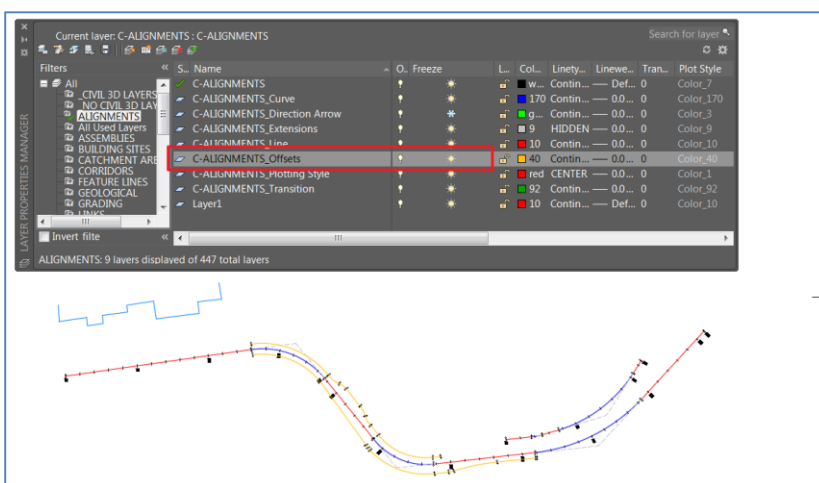 Current layer: C-ALIGNMENTS : C-ALIGNMENTS
Search for layer
Filters
S.. Name O.. Freeze L... Col... Linety... Linewe... Tran... Plot Style
All
_CIVIL 3D LAYERS
_NO CIVIL 3D LAY
ALIGNMENTS
All Used Layers
ASSEMBLIES
BUILDING SITES
CATCHMENT ARE
CORRIDORS
FEATURE LINES
GEOLOGICAL
GRADING
LINKS
C-ALIGNMENTS w... Contin... Def... 0 Color_7
C-ALIGNMENTS_Curve 170 Contin... 0.0... 0 Color_170
C-ALIGNMENTS_Direction Arrow g... Contin... 0.0... 0 Color_3
C-ALIGNMENTS_Extensions 9 HIDDEN 0.0... 0 Color_9
C-ALIGNMENTS_Line 10 Contin... 0.0... 0 Color_10
C-ALIGNMENTS_Offsets 40 Contin... 0.0... 0 Color_40
C-ALIGNMENTS_Plotting Style red CENTER 0.0... 0 Color_1
C-ALIGNMENTS_Transition 92 Contin... 0.0... 0 Color_92
Layer1 10 Contin... Def... 0 Color_10
Invert filte
LAYER PROPERTIES MANAGER
ALIGNMENTS: 9 layers displayed of 447 total layers